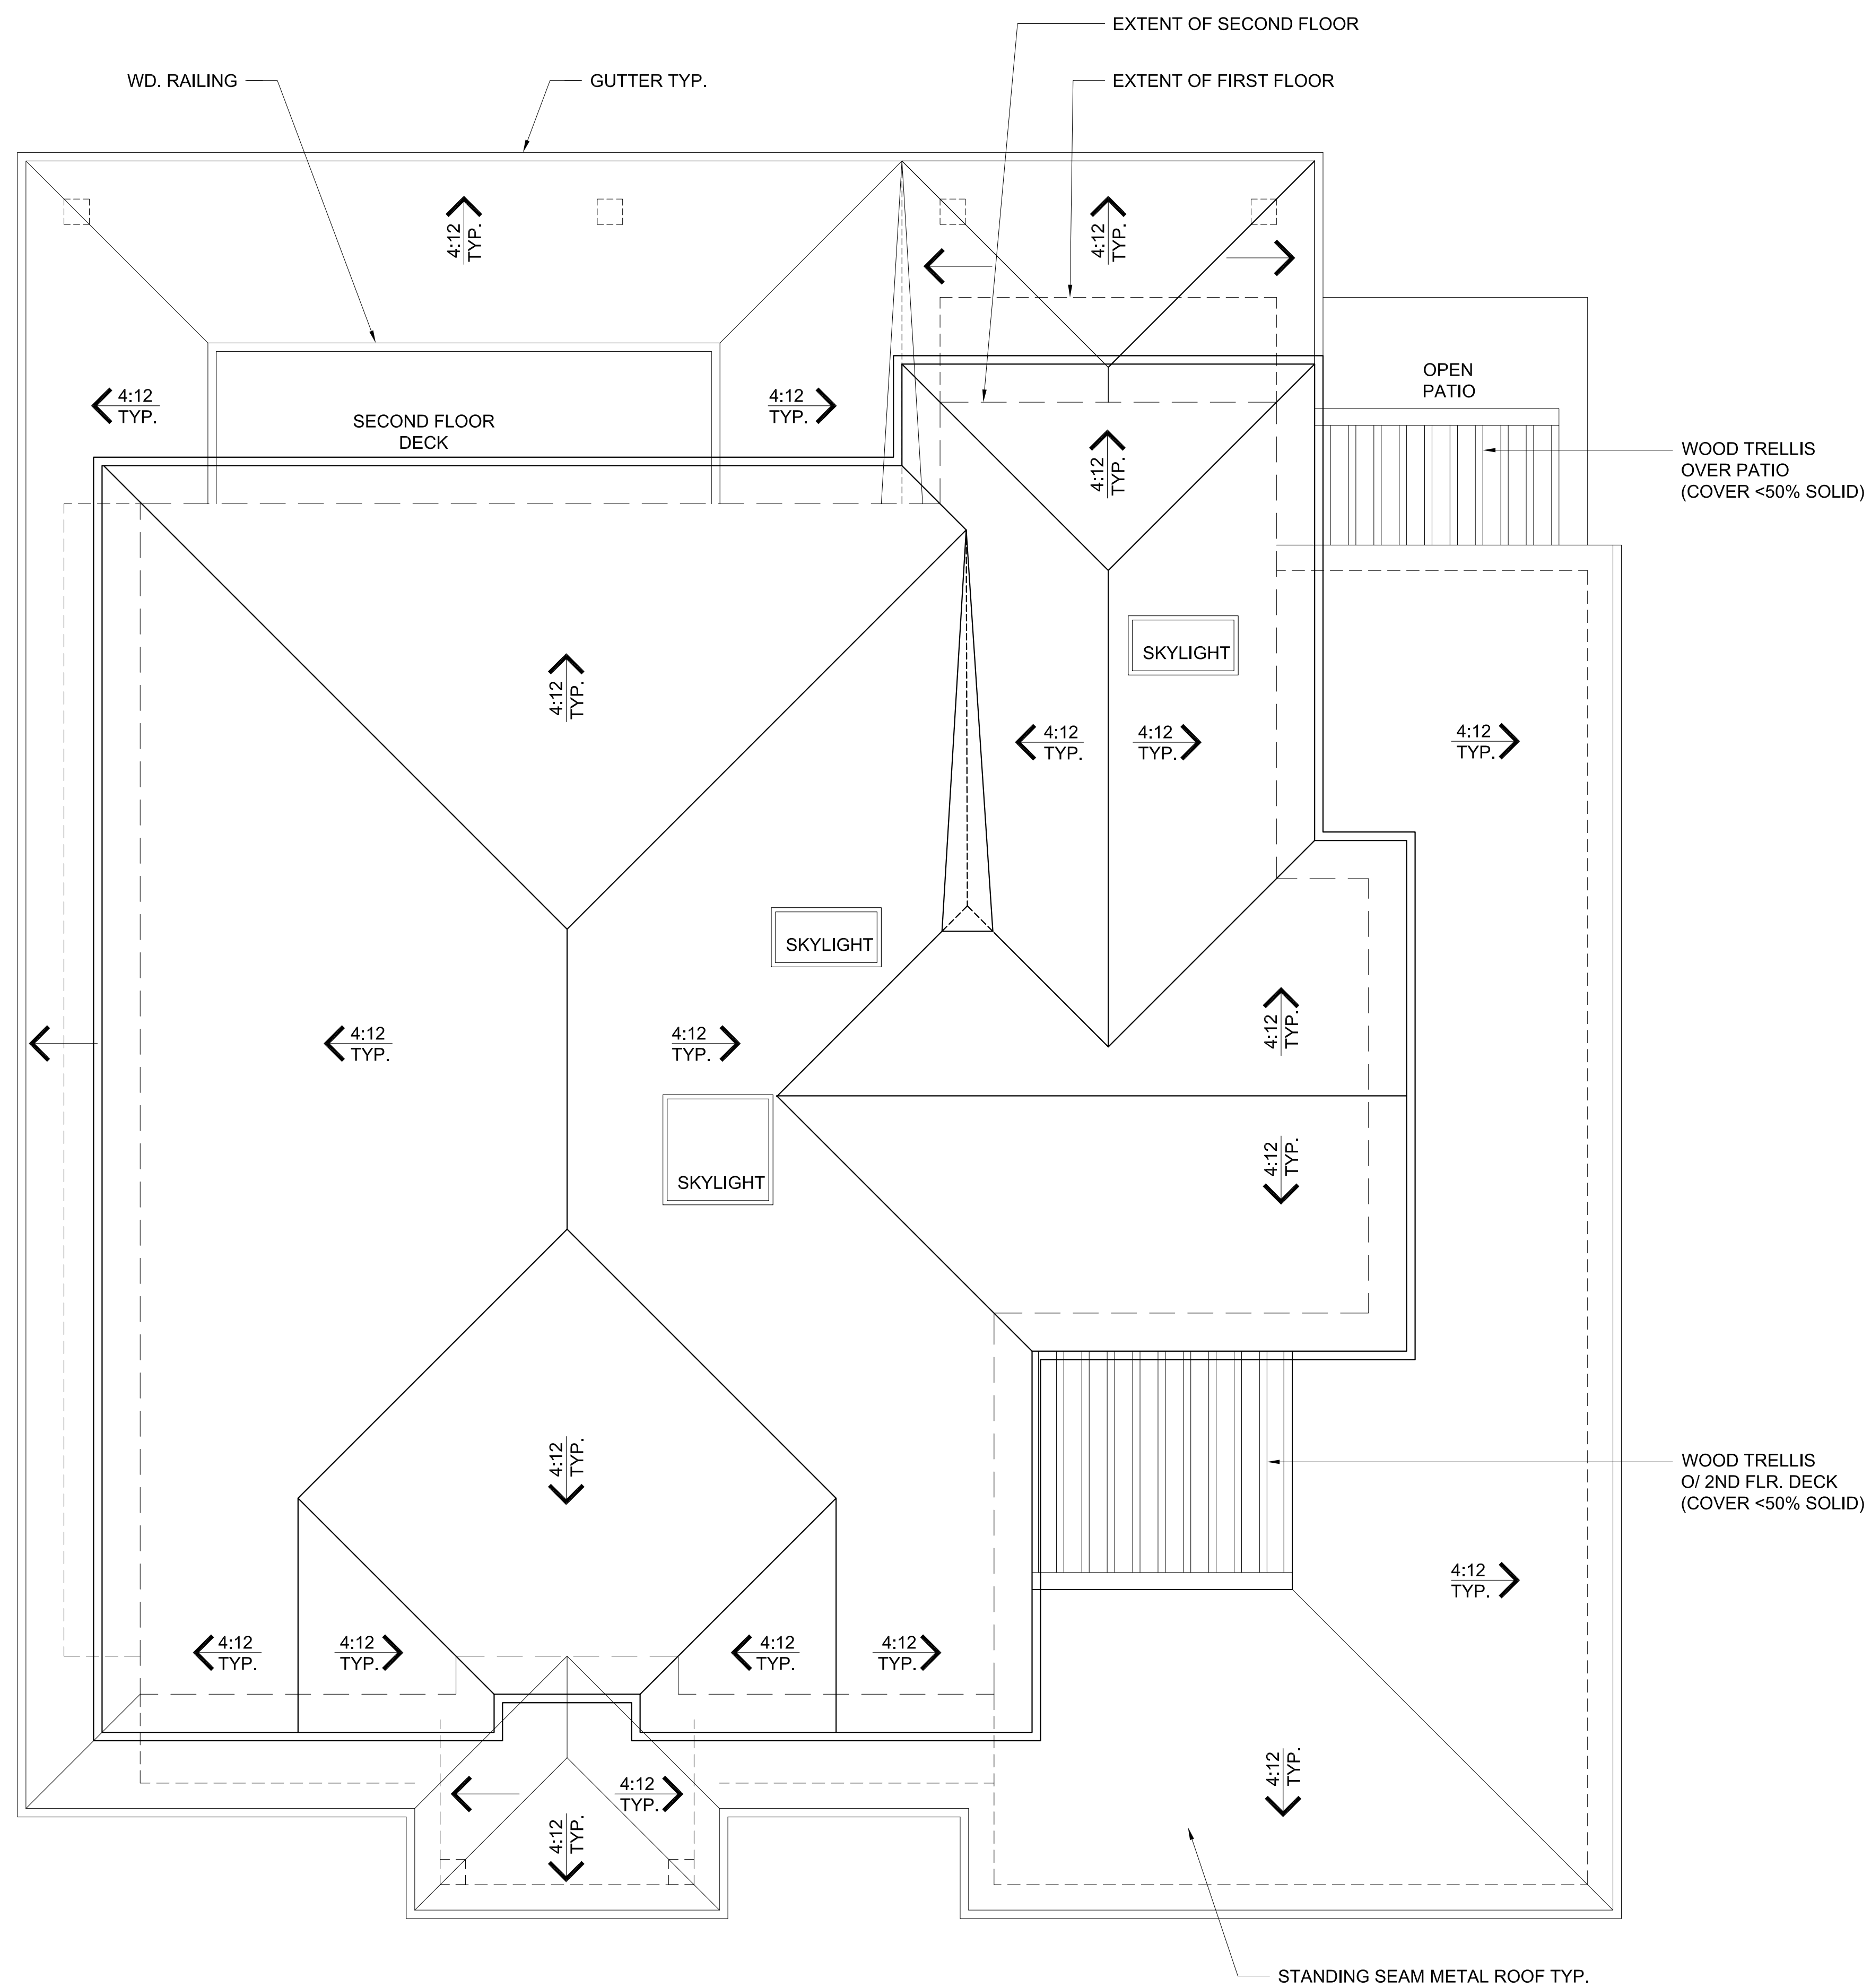 EXTENT OF SECOND FLOOR
WD. RAILING
GUTTER TYP.
EXTENT OF FIRST FLOOR
4:12
TYP.
4:12
TYP.
4:12
TYP.
SECOND FLOOR
DECK
4:12
TYP.
OPEN
PATIO
4:12
TYP.
WOOD TRELLIS
OVER PATIO
(COVER <50% SOLID)
SKYLIGHT
4:12
TYP.
4:12
TYP.
4:12
TYP.
4:12
TYP.
SKYLIGHT
4:12
TYP.
4:12
TYP.
4:12
TYP.
SKYLIGHT
4:12
TYP.
4:12
TYP.
WOOD TRELLIS
O/ 2ND FLR. DECK
(COVER <50% SOLID)
4:12
TYP.
4:12
TYP.
4:12
TYP.
4:12
TYP.
4:12
TYP.
4:12
TYP.
4:12
TYP.
4:12
TYP.
STANDING SEAM METAL ROOF TYP.